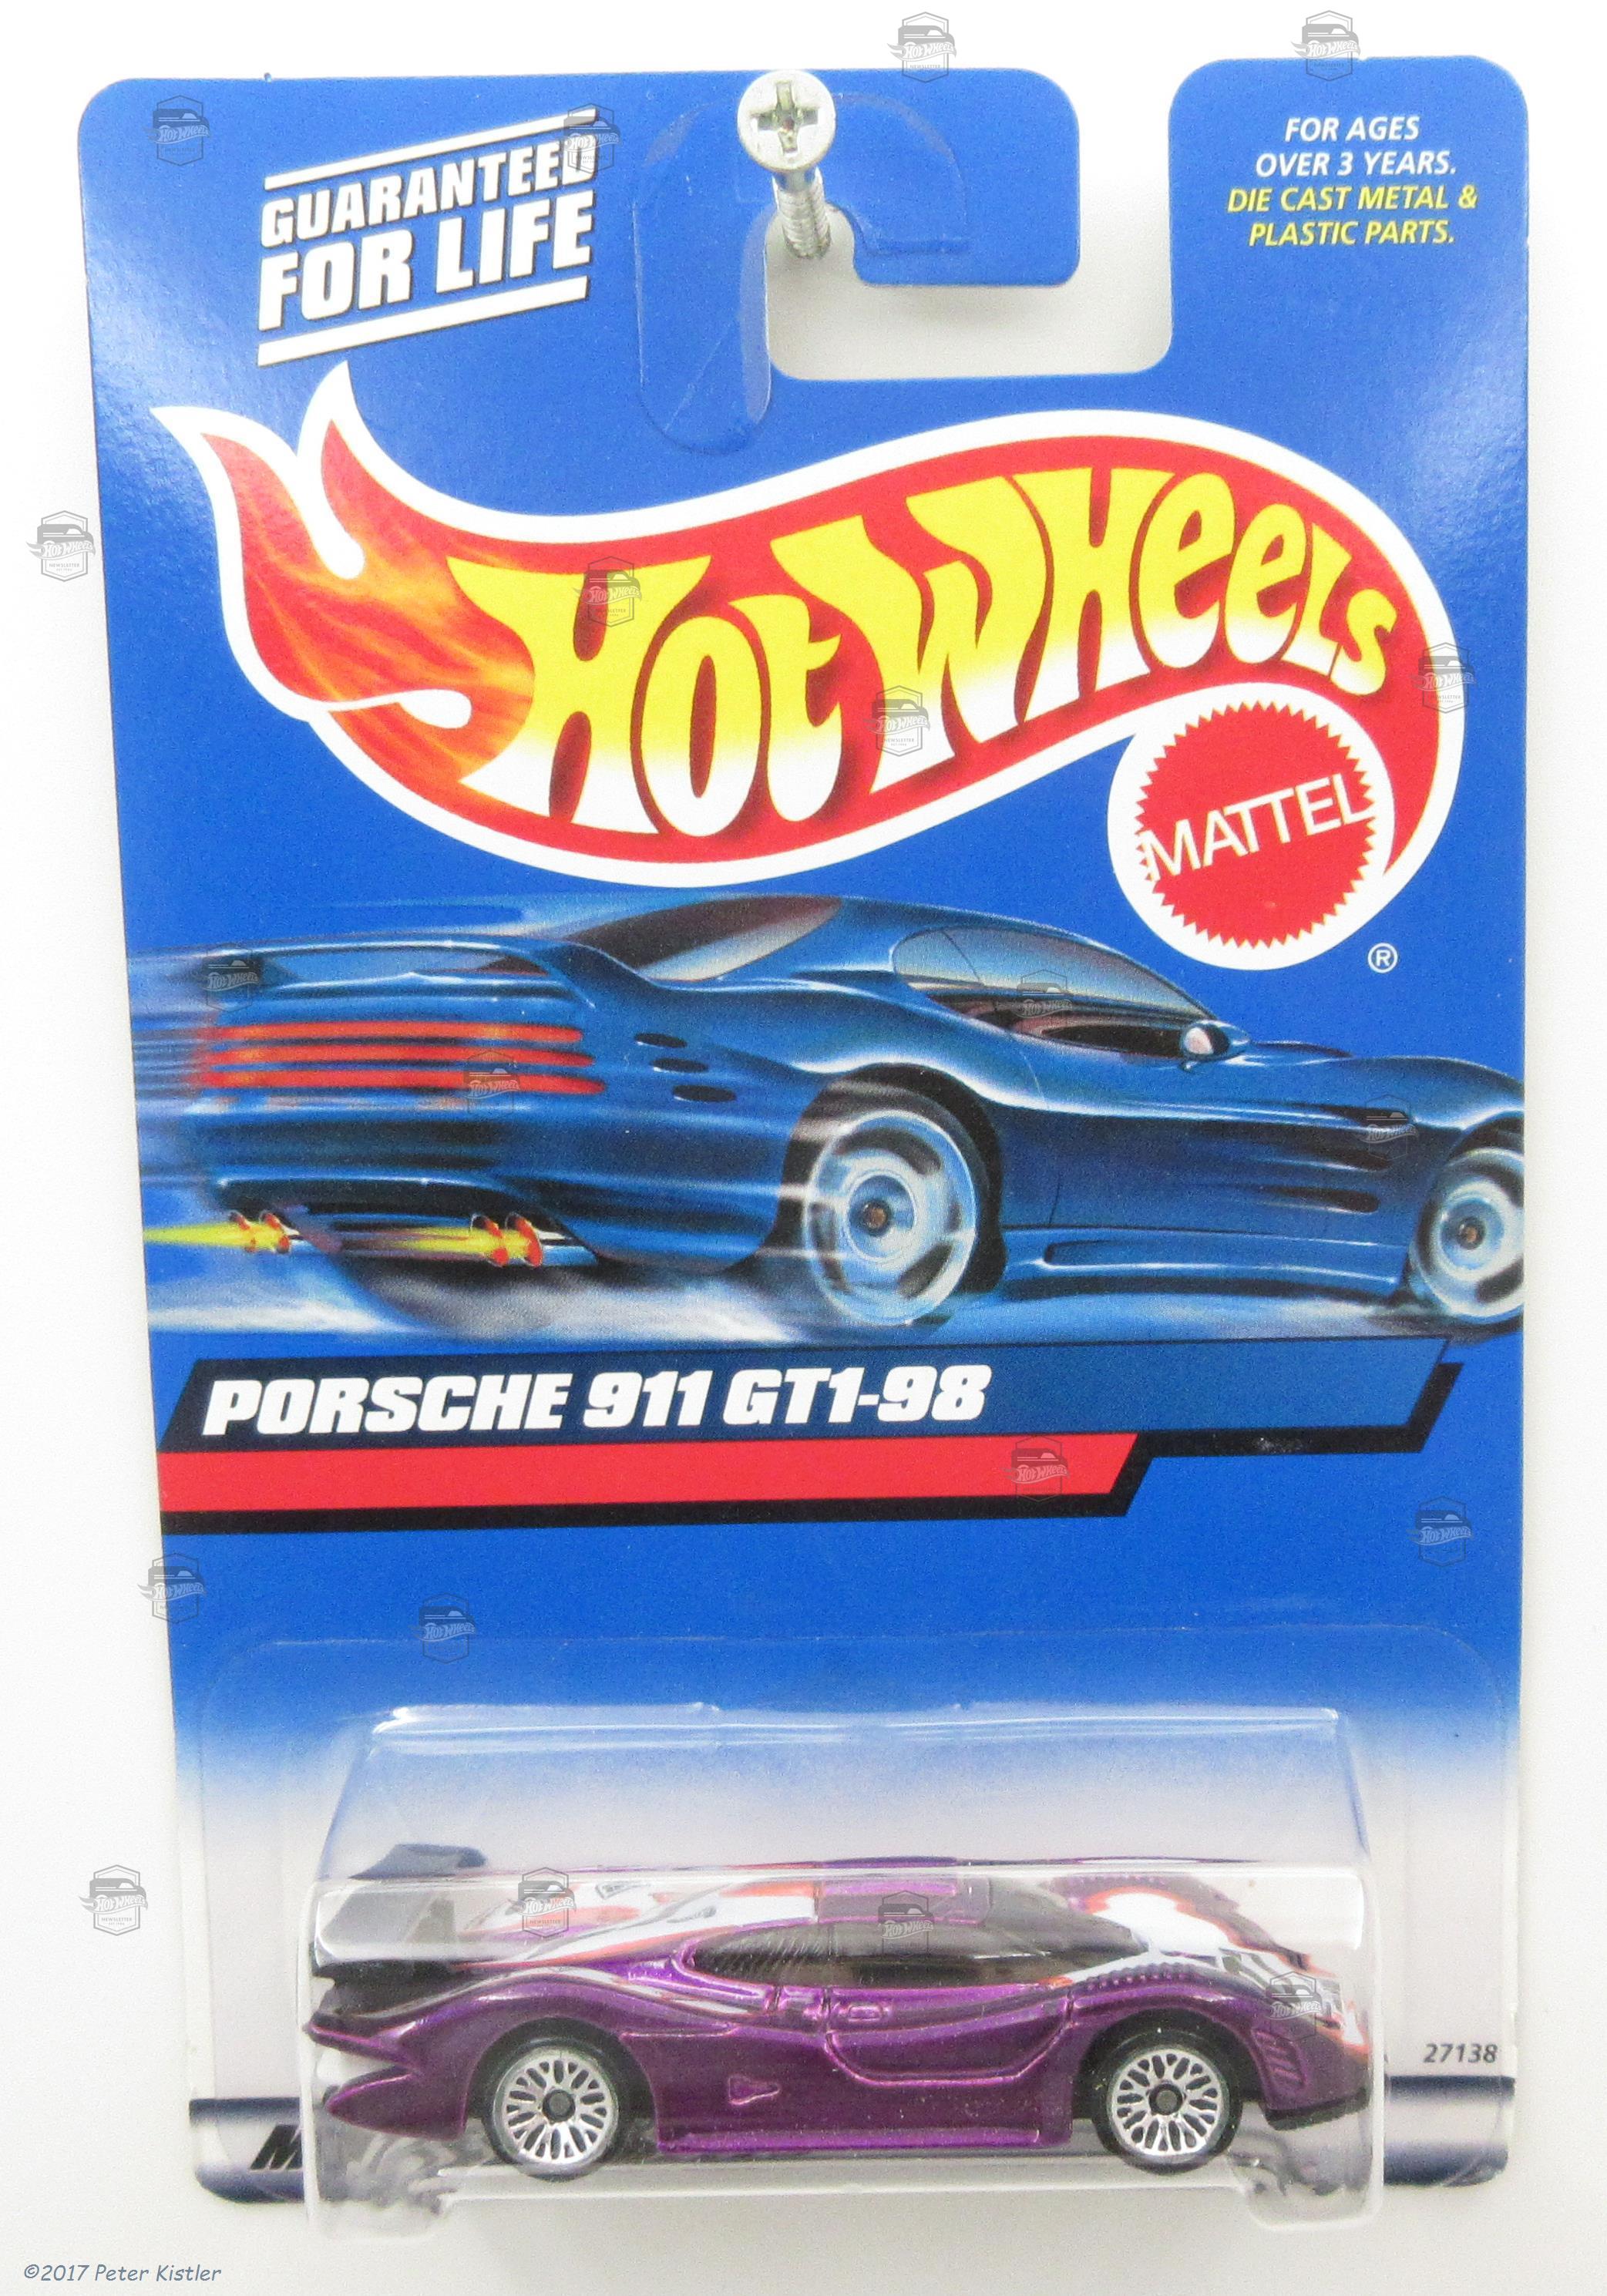 GUARANTEED
FOR LIFE
FOR AGES
OVER 3 YEARS.
DIE CAST METAL &
PLASTIC PARTS.
HOT WHEELS
MATTEL
®
PORSCHE 911 GT1-98
27138
©2017 Peter Kistler